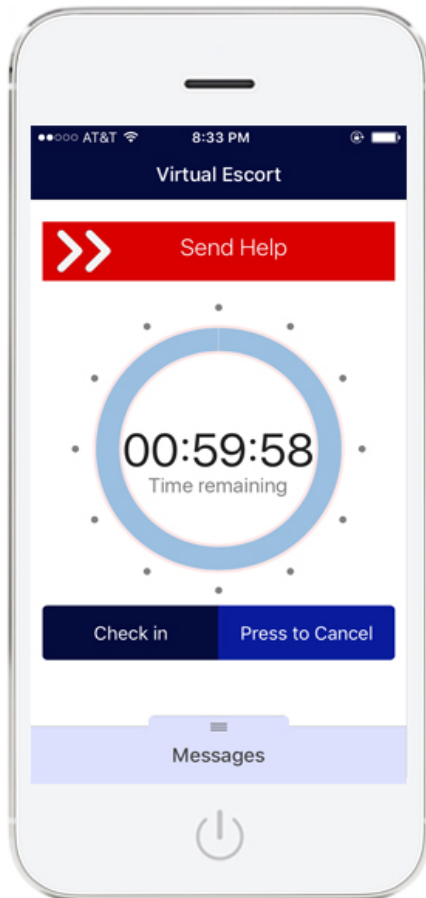 AT&T 8:33 PM
Virtual Escort
Send Help
00:59:58
Time remaining
Check in Press to Cancel
Messages